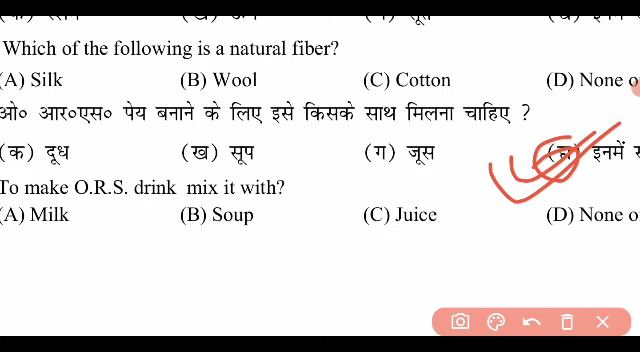 Which of the following is a natural fiber?
(A) Silk (B) Wool (C) Cotton (D) None
ओ० आर०एस० पेय बनाने के लिए इसे किसके साथ मिलना चाहिए ?
(क) दूध (ख) सूप (ग) जूस इनमें
To make O.R.S. drink mix it with?
(A) Milk (B) Soup (C) Juice (D) None